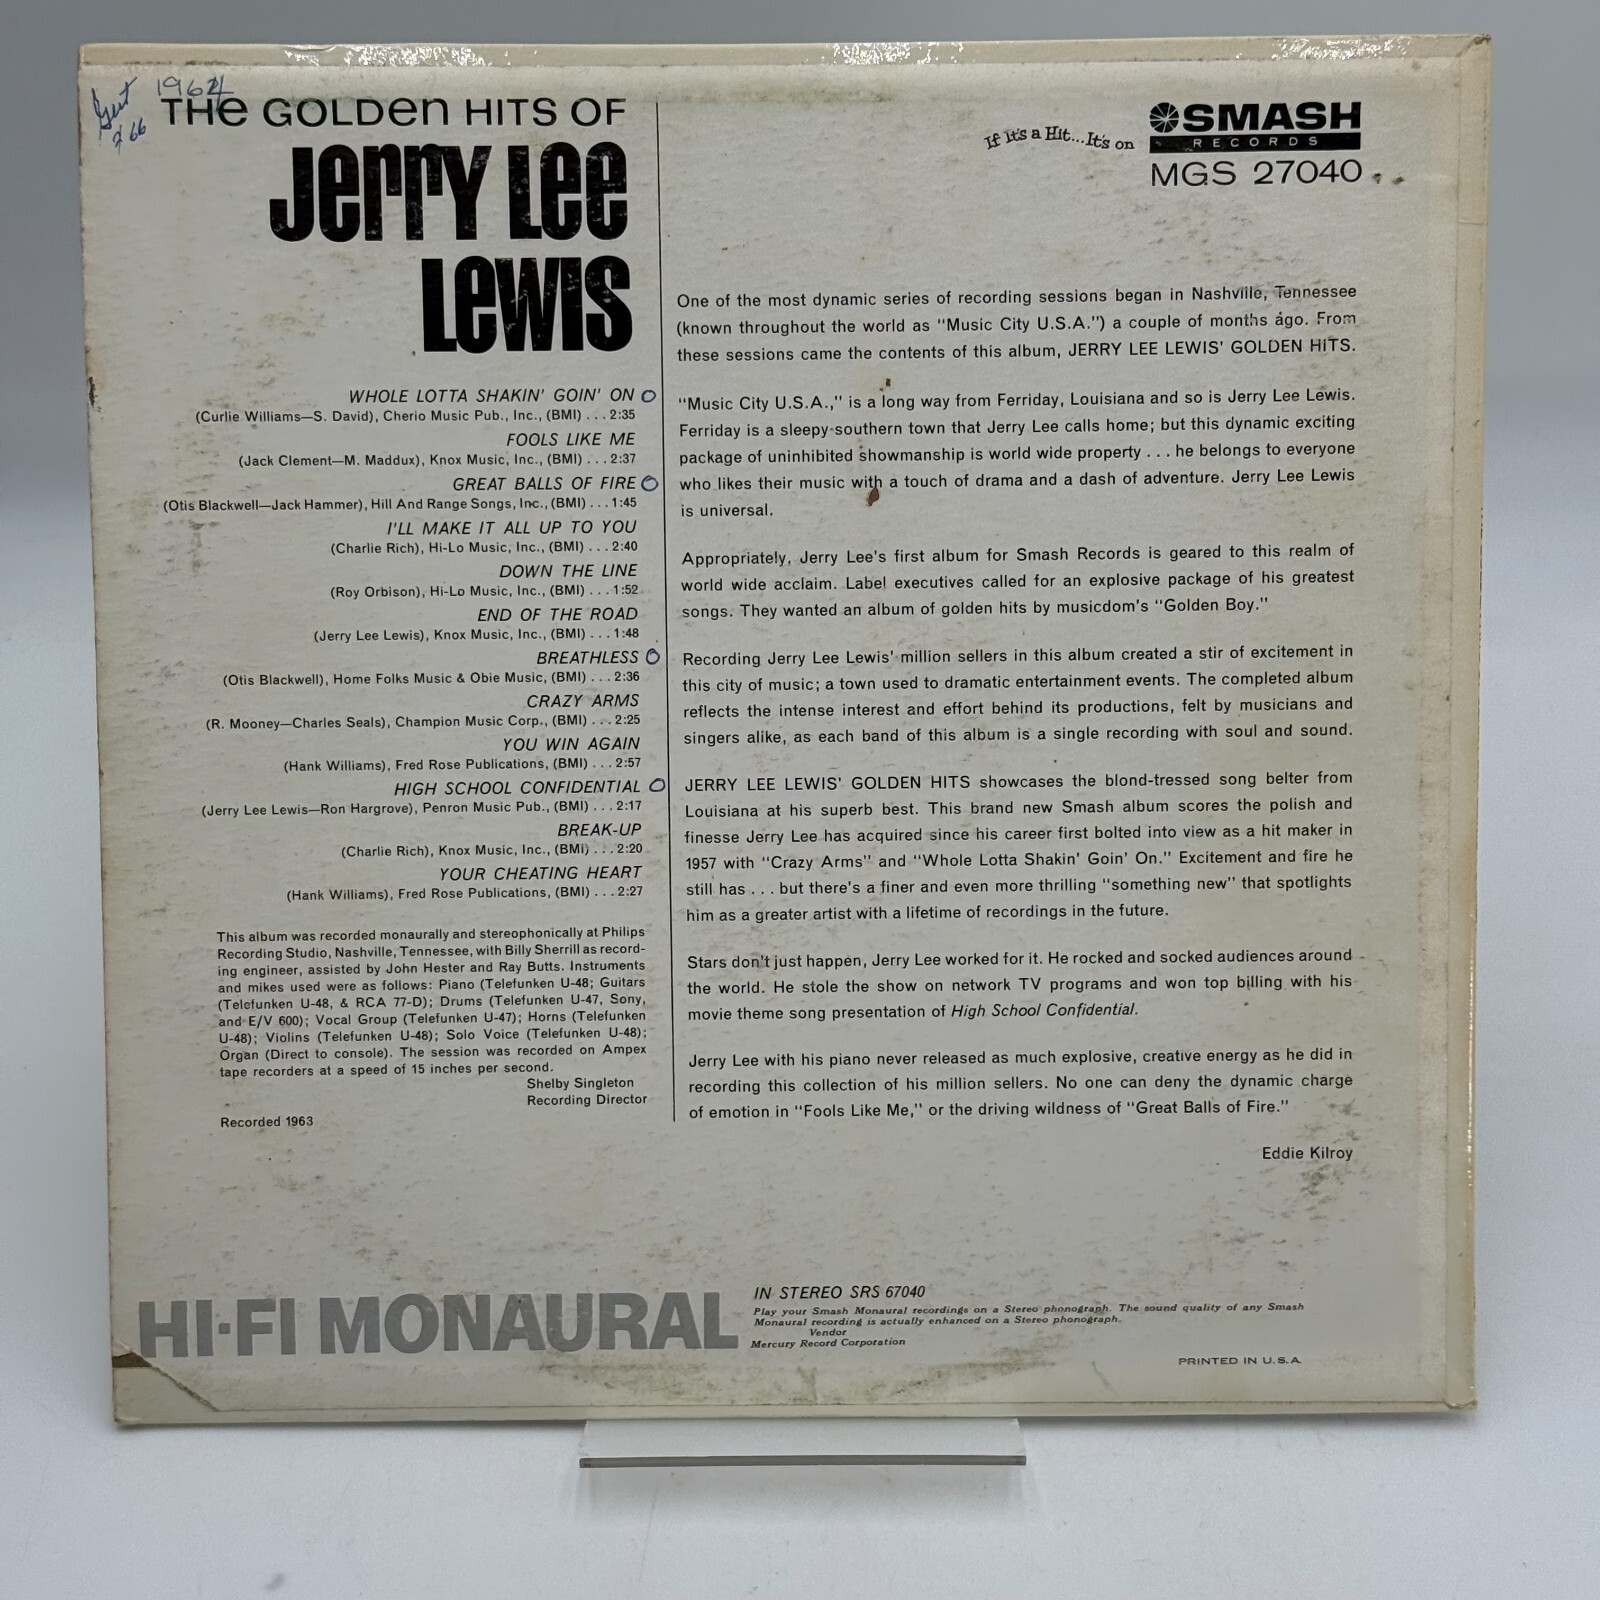 1964
THe GOLDen HITS OF
Jerry Lee
Lewis
If It's a Hit...It's on
SMASH
RECORDS
MGS 27040
WHOLE LOTTA SHAKIN' GOIN' ON
(Curlie Williams—S. David), Cherio Music Pub., Inc., (BMI) . . . 2:35
FOOLS LIKE ME
(Jack Clement—M. Maddux), Knox Music, Inc., (BMI) . . . 2:37
GREAT BALLS OF FIRE
(Otis Blackwell—Jack Hammer), Hill And Range Songs, Inc., (BMI) . . . 1:45
I'LL MAKE IT ALL UP TO YOU
(Charlie Rich), Hi-Lo Music, Inc., (BMI) . . . 2:40
DOWN THE LINE
(Roy Orbison), Hi-Lo Music, Inc., (BMI) . . . 1:52
END OF THE ROAD
(Jerry Lee Lewis), Knox Music, Inc., (BMI) . . . 1:48
BREATHLESS
(Otis Blackwell), Home Folks Music & Obie Music, (BMI) . . . 2:36
CRAZY ARMS
(R. Mooney—Charles Seals), Champion Music Corp., (BMI) . . . 2:25
YOU WIN AGAIN
(Hank Williams), Fred Rose Publications, (BMI) . . . 2:57
HIGH SCHOOL CONFIDENTIAL
(Jerry Lee Lewis—Ron Hargrove), Penron Music Pub., (BMI) . . . 2:17
BREAK-UP
(Charlie Rich), Knox Music, Inc., (BMI) . . . 2:20
YOUR CHEATING HEART
(Hank Williams), Fred Rose Publications, (BMI) . . . 2:27
This album was recorded monaurally and stereophonically at Philips
Recording Studio, Nashville, Tennessee, with Billy Sherrill as record-
ing engineer, assisted by John Hester and Ray Butts. Instruments
and mikes used were as follows: Piano (Telefunken U-48; Guitars
(Telefunken U-48, & RCA 77-D); Drums (Telefunken U-47, Sony,
and E/V 600); Vocal Group (Telefunken U-47); Horns (Telefunken
U-48); Violins (Telefunken U-48); Solo Voice (Telefunken U-48);
Organ (Direct to console). The session was recorded on Ampex
tape recorders at a speed of 15 inches per second.
Shelby Singleton
Recording Director
Recorded 1963
One of the most dynamic series of recording sessions began in Nashville, Tennessee
(known throughout the world as "Music City U.S.A.") a couple of months ago. From
these sessions came the contents of this album, JERRY LEE LEWIS' GOLDEN HITS.
"Music City U.S.A.," is a long way from Ferriday, Louisiana and so is Jerry Lee Lewis.
Ferriday is a sleepy southern town that Jerry Lee calls home; but this dynamic exciting
package of uninhibited showmanship is world wide property . . . he belongs to everyone
who likes their music with a touch of drama and a dash of adventure. Jerry Lee Lewis
is universal.
Appropriately, Jerry Lee's first album for Smash Records is geared to this realm of
world wide acclaim. Label executives called for an explosive package of his greatest
songs. They wanted an album of golden hits by musicdom's "Golden Boy."
Recording Jerry Lee Lewis' million sellers in this album created a stir of excitement in
this city of music; a town used to dramatic entertainment events. The completed album
reflects the intense interest and effort behind its productions, felt by musicians and
singers alike, as each band of this album is a single recording with soul and sound.
JERRY LEE LEWIS' GOLDEN HITS showcases the blond-tressed song belter from
Louisiana at his superb best. This brand new Smash album scores the polish and
finesse Jerry Lee has acquired since his career first bolted into view as a hit maker in
1957 with "Crazy Arms" and "Whole Lotta Shakin' Goin' On." Excitement and fire he
still has . . . but there's a finer and even more thrilling "something new" that spotlights
him as a greater artist with a lifetime of recordings in the future.
Stars don't just happen, Jerry Lee worked for it. He rocked and socked audiences around
the world. He stole the show on network TV programs and won top billing with his
movie theme song presentation of High School Confidential.
Jerry Lee with his piano never released as much explosive, creative energy as he did in
recording this collection of his million sellers. No one can deny the dynamic charge
of emotion in "Fools Like Me," or the driving wildness of "Great Balls of Fire."
Eddie Kilroy
HI-FI MONAURAL
IN STEREO SRS 67040
Play your Smash Monaural recordings on a Stereo phonograph. The sound quality of any Smash
Monaural recording is actually enhanced on a Stereo phonograph.
Vendor
Mercury Record Corporation
PRINTED IN U.S.A.